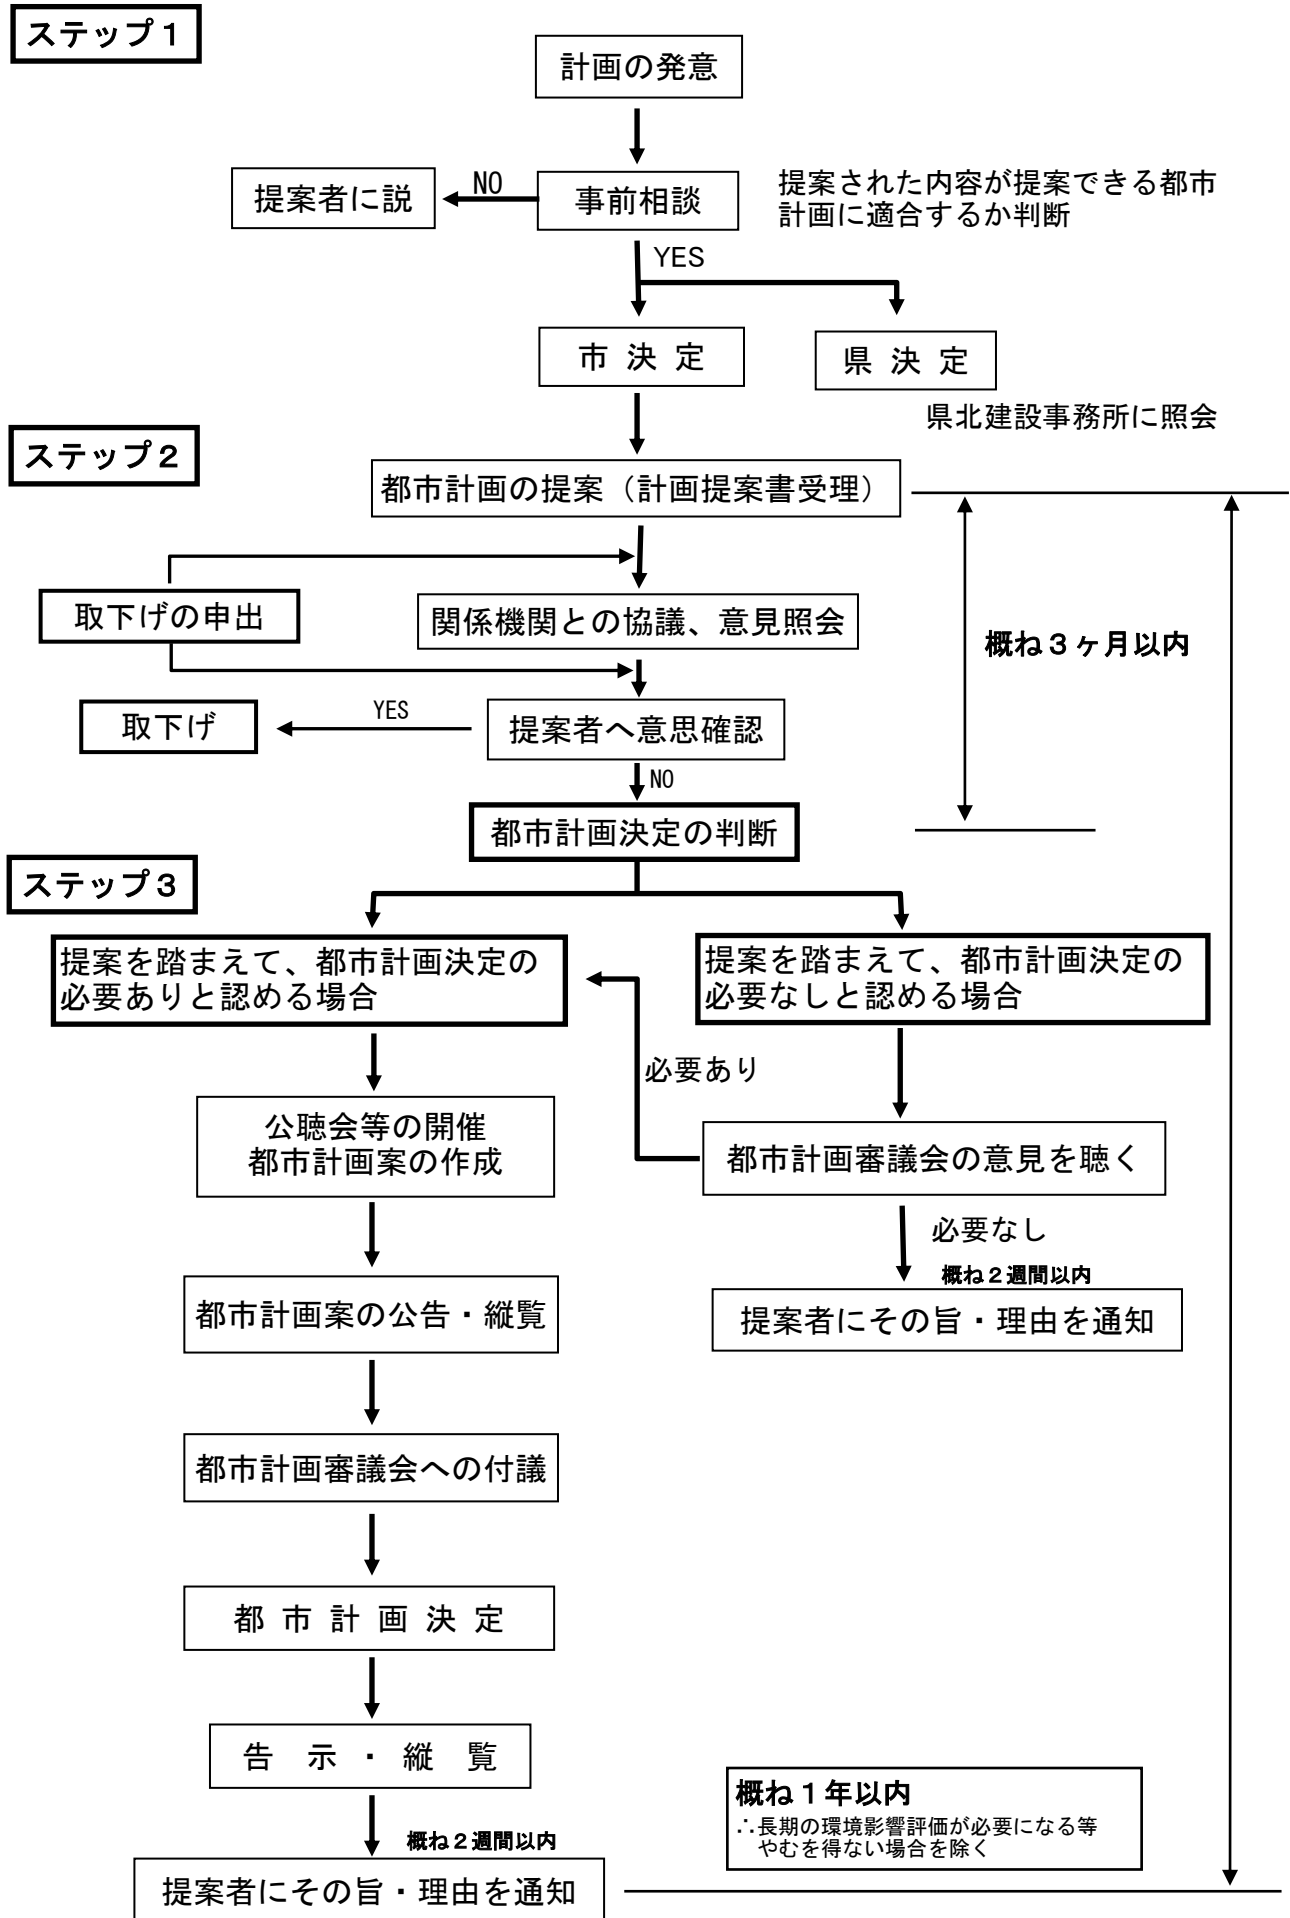 ステップ１
計画の発意
提案者に説
NO
事前相談
提案された内容が提案できる都市
計画に適合するか判断
YES
市 決 定
県 決 定
県北建設事務所に照会
ステップ２
都市計画の提案（計画提案書受理）
取下げの申出
関係機関との協議、意見照会
概ね３ヶ月以内
取下げ
YES
提案者へ意思確認
NO
都市計画決定の判断
ステップ３
提案を踏まえて、都市計画決定の
必要ありと認める場合
提案を踏まえて、都市計画決定の
必要なしと認める場合
必要あり
公聴会等の開催
都市計画案の作成
都市計画審議会の意見を聴く
必要なし
概ね２週間以内
都市計画案の公告・縦覧
提案者にその旨・理由を通知
都市計画審議会への付議
都 市 計 画 決 定
告　示 ・ 縦　覧
概ね１年以内
∴長期の環境影響評価が必要になる等
やむを得ない場合を除く
概ね２週間以内
提案者にその旨・理由を通知